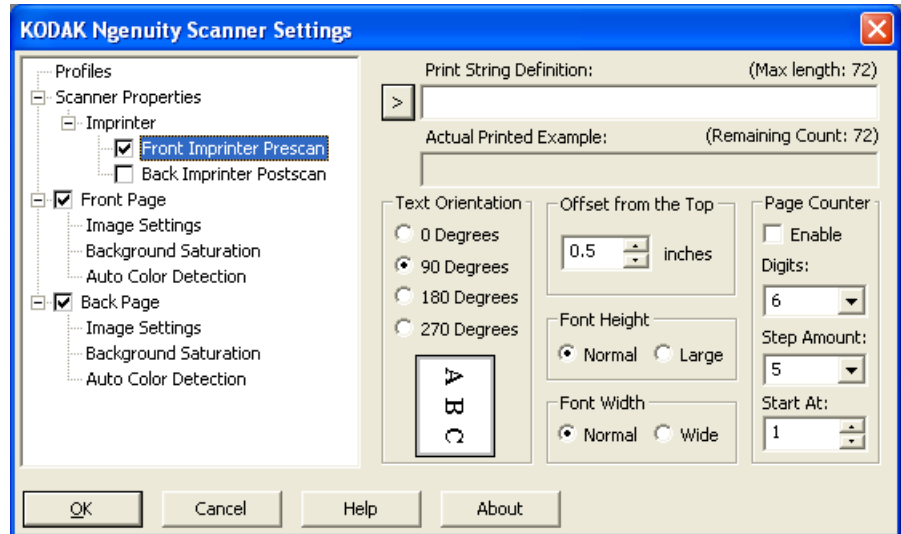 KODAK Ngenuity Scanner Settings
Profiles
Scanner Properties
Imprinter
Front Imprinter Prescan
Back Imprinter Postscan
Front Page
Image Settings
Background Saturation
Auto Color Detection
Back Page
Image Settings
Background Saturation
Auto Color Detection
Print String Definition: (Max length: 72)
>
Actual Printed Example: (Remaining Count: 72)
Text Orientation
0 Degrees
90 Degrees
180 Degrees
270 Degrees
A
B
C
Offset from the Top
0.5 inches
Font Height
Normal Large
Font Width
Normal Wide
Page Counter
Enable
Digits:
6
Step Amount:
5
Start At:
1
OK Cancel Help About